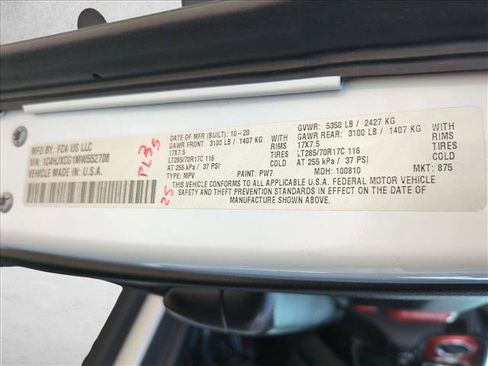 MFD BY: FCA US LLC
VIN: 1C4HJXCG1MW552706
VEHICLE MADE IN: U.S.A.
PL35
25
DATE OF MFR (BUILT): 10-20
GAWR FRONT: 3100 LB / 1407 KG WITH
17X7.5 RIMS
LT285/70R17C 116 TIRES
AT 255 kPa / 37 PSI
TYPE: MPV
PAINT: PW7
GVWR: 5350 LB / 2427 KG
GAWR REAR: 3100 LB / 1407 KG WITH
17X7.5 RIMS
LT285/70R17C 116 TIRES
AT 255 kPa / 37 PSI
MDH: 100810
MKT: 875
THIS VEHICLE CONFORMS TO ALL APPLICABLE U.S.A. FEDERAL MOTOR VEHICLE
SAFETY AND THEFT PREVENTION STANDARDS IN EFFECT ON THE DATE OF
MANUFACTURE SHOWN ABOVE.